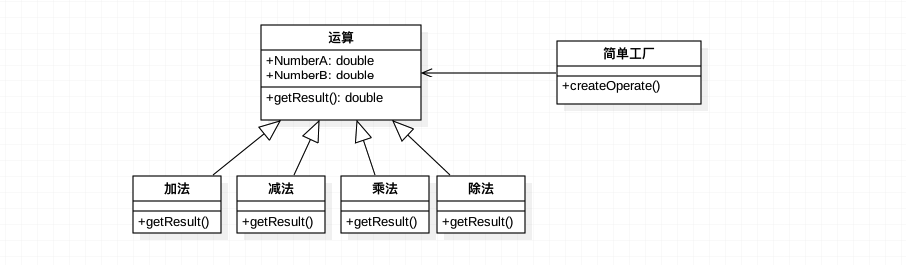 运算
+NumberA: double
+NumberB: double
+getResult(): double
简单工厂
+createOperate()
加法
+getResult()
减法
+getResult()
乘法
+getResult()
除法
+getResult()